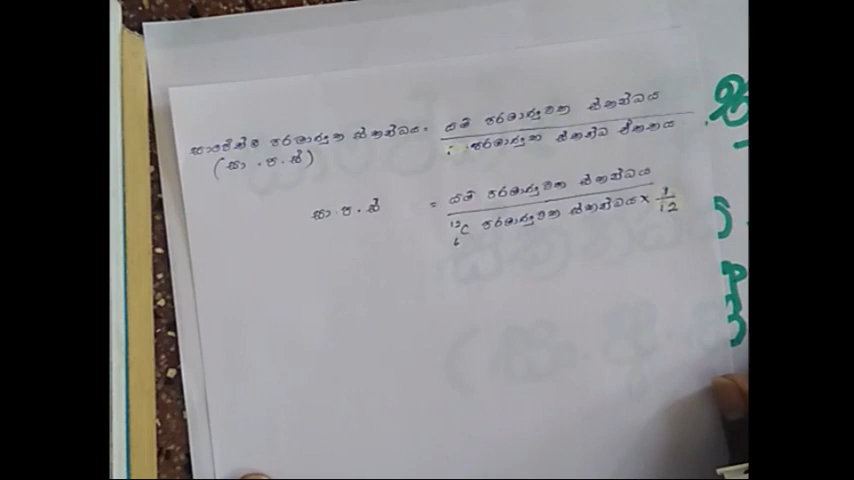 සාපේක්ෂ පරමාණුක ස්කන්ධය = යම් පරමාණුවක ස්කන්ධය
පරමාණුක ස්කන්ධ ඒකකය
(සා . ප . ස්)
සා . ප . ස් = යම් පරමාණුවක ස්කන්ධය
¹²₆C පරමාණුවක ස්කන්ධය × 1/12